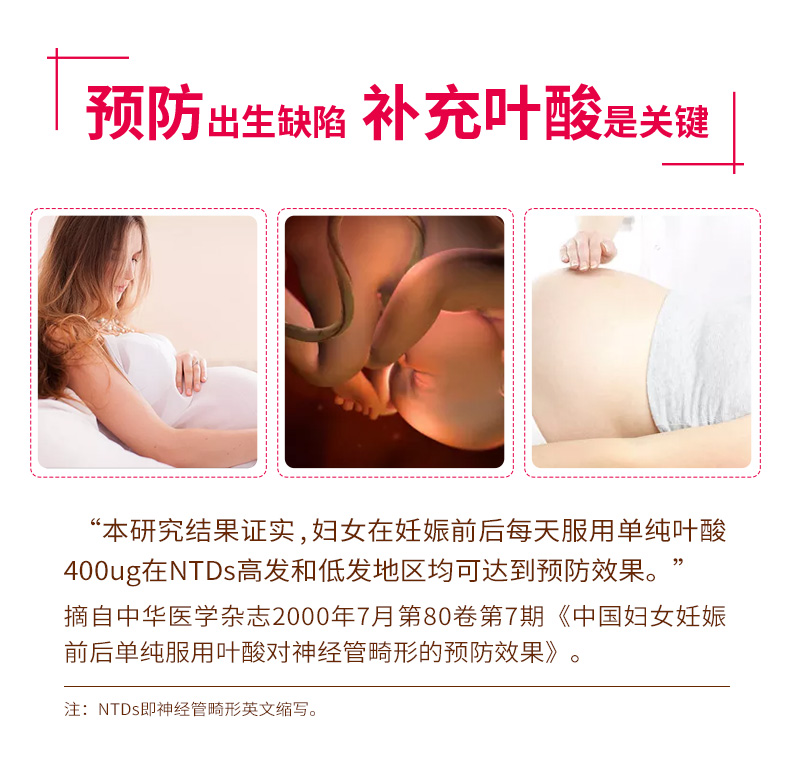 预防出生缺陷 补充叶酸是关键
“本研究结果证实,妇女在妊娠前后每天服用单纯叶酸
400ug在NTDs高发和低发地区均可达到预防效果。”
摘自中华医学杂志2000年7月第80卷第7期《中国妇女妊娠
前后单纯服用叶酸对神经管畸形的预防效果》。
注：NTDs即神经管畸形英文缩写。